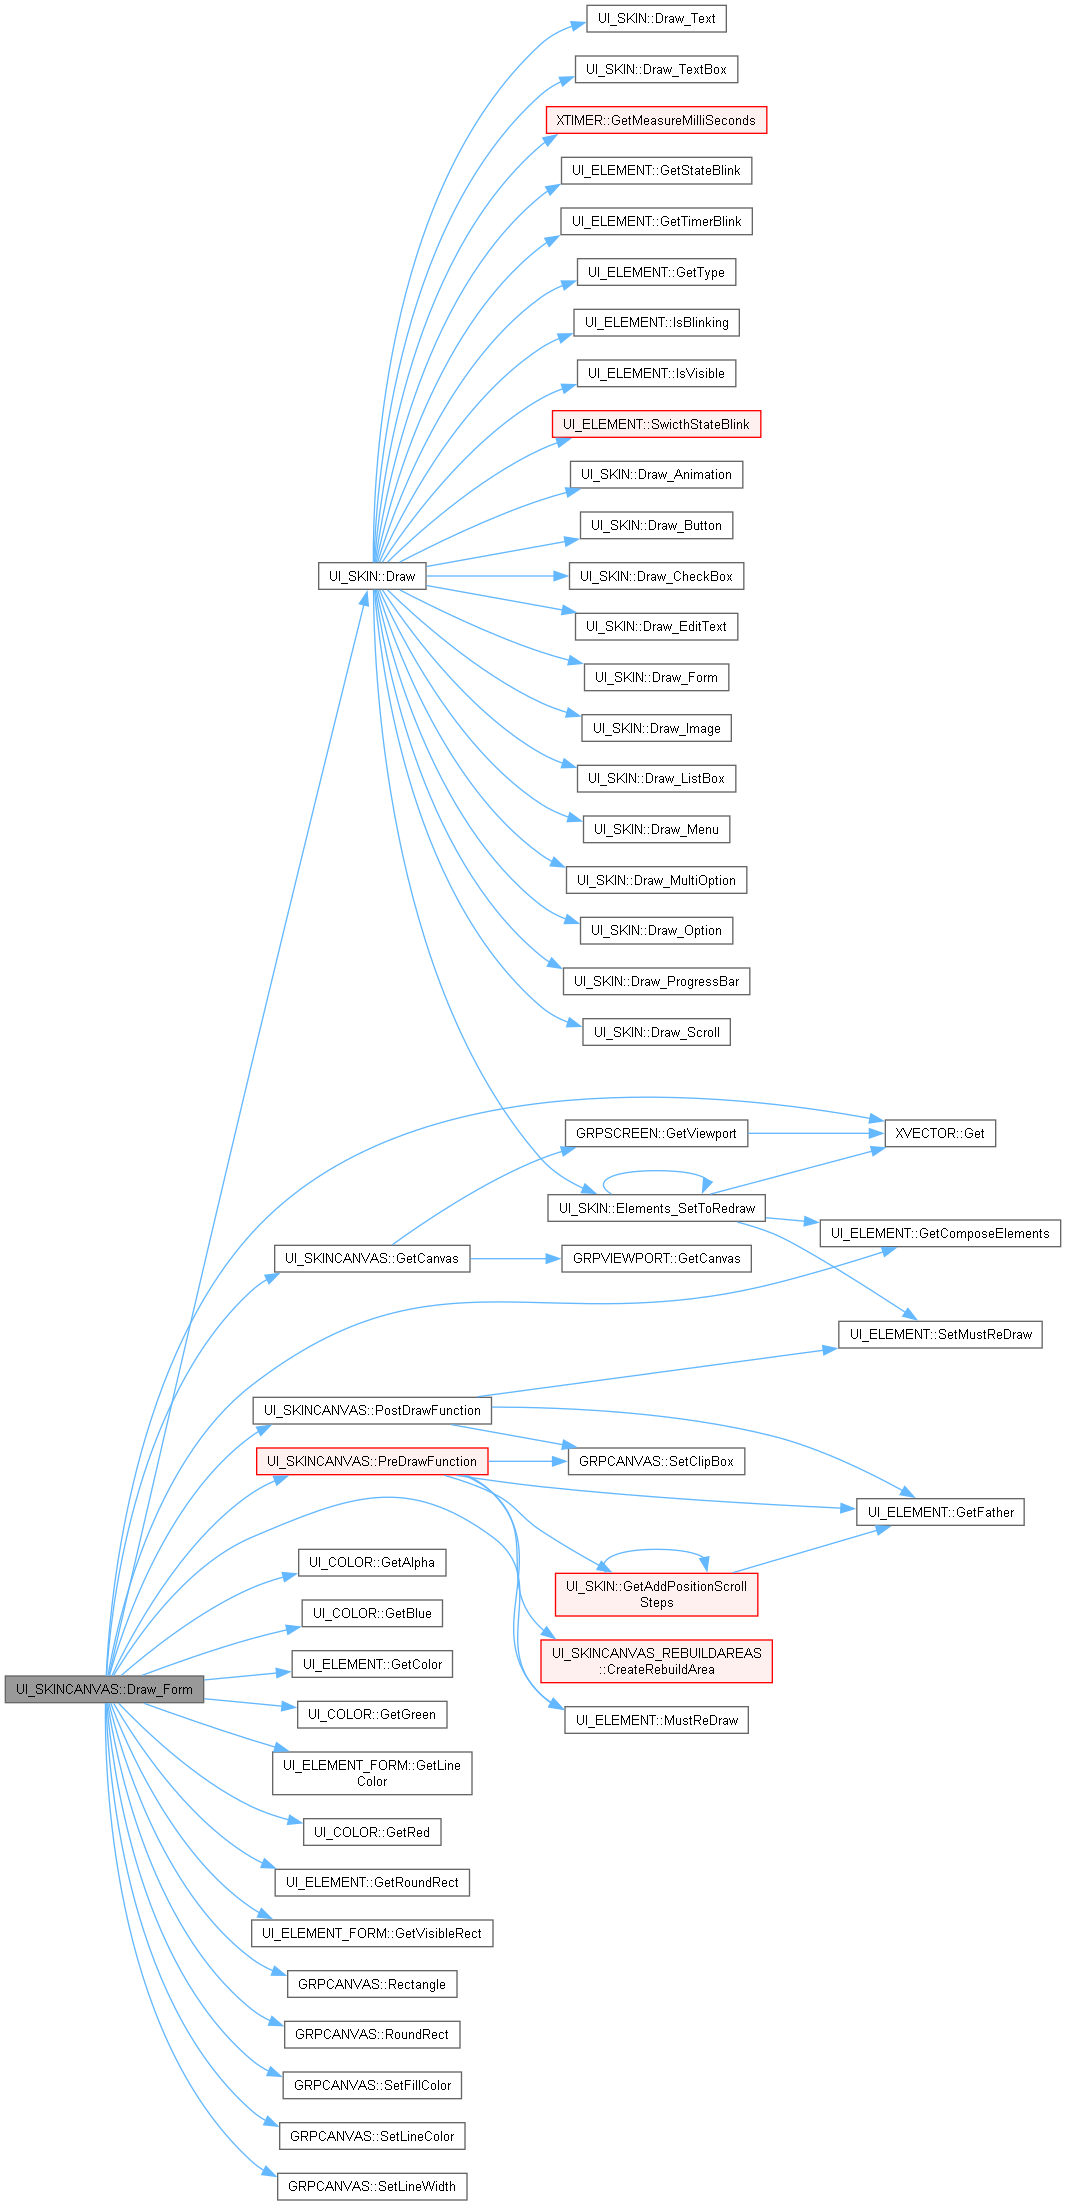 UI_SKIN::Draw_Text
UI_SKIN::Draw_TextBox
XTIMER::GetMeasureMilliSeconds
UI_ELEMENT::GetStateBlink
UI_ELEMENT::GetTimerBlink
UI_ELEMENT::GetType
UI_ELEMENT::IsBlinking
UI_ELEMENT::IsVisible
UI_ELEMENT::SwicthStateBlink
UI_SKIN::Draw_Animation
UI_SKIN::Draw_Button
UI_SKIN::Draw
UI_SKIN::Draw_CheckBox
UI_SKIN::Draw_EditText
UI_SKIN::Draw_Form
UI_SKIN::Draw_Image
UI_SKIN::Draw_ListBox
UI_SKIN::Draw_Menu
UI_SKIN::Draw_MultiOption
UI_SKIN::Draw_Option
UI_SKIN::Draw_ProgressBar
UI_SKIN::Draw_Scroll
GRPSCREEN::GetViewport
XVECTOR::Get
UI_SKIN::Elements_SetToRedraw
UI_ELEMENT::GetComposeElements
UI_SKINCANVAS::GetCanvas
GRPVIEWPORT::GetCanvas
UI_ELEMENT::SetMustReDraw
UI_SKINCANVAS::PostDrawFunction
UI_SKINCANVAS::PreDrawFunction
GRPCANVAS::SetClipBox
UI_ELEMENT::GetFather
UI_COLOR::GetAlpha
UI_SKIN::GetAddPositionScroll
Steps
UI_COLOR::GetBlue
UI_ELEMENT::GetColor
UI_SKINCANVAS_REBUILDAREAS
::CreateRebuildArea
UI_SKINCANVAS::Draw_Form
UI_COLOR::GetGreen
UI_ELEMENT::MustReDraw
UI_ELEMENT_FORM::GetLine
Color
UI_COLOR::GetRed
UI_ELEMENT::GetRoundRect
UI_ELEMENT_FORM::GetVisibleRect
GRPCANVAS::Rectangle
GRPCANVAS::RoundRect
GRPCANVAS::SetFillColor
GRPCANVAS::SetLineColor
GRPCANVAS::SetLineWidth